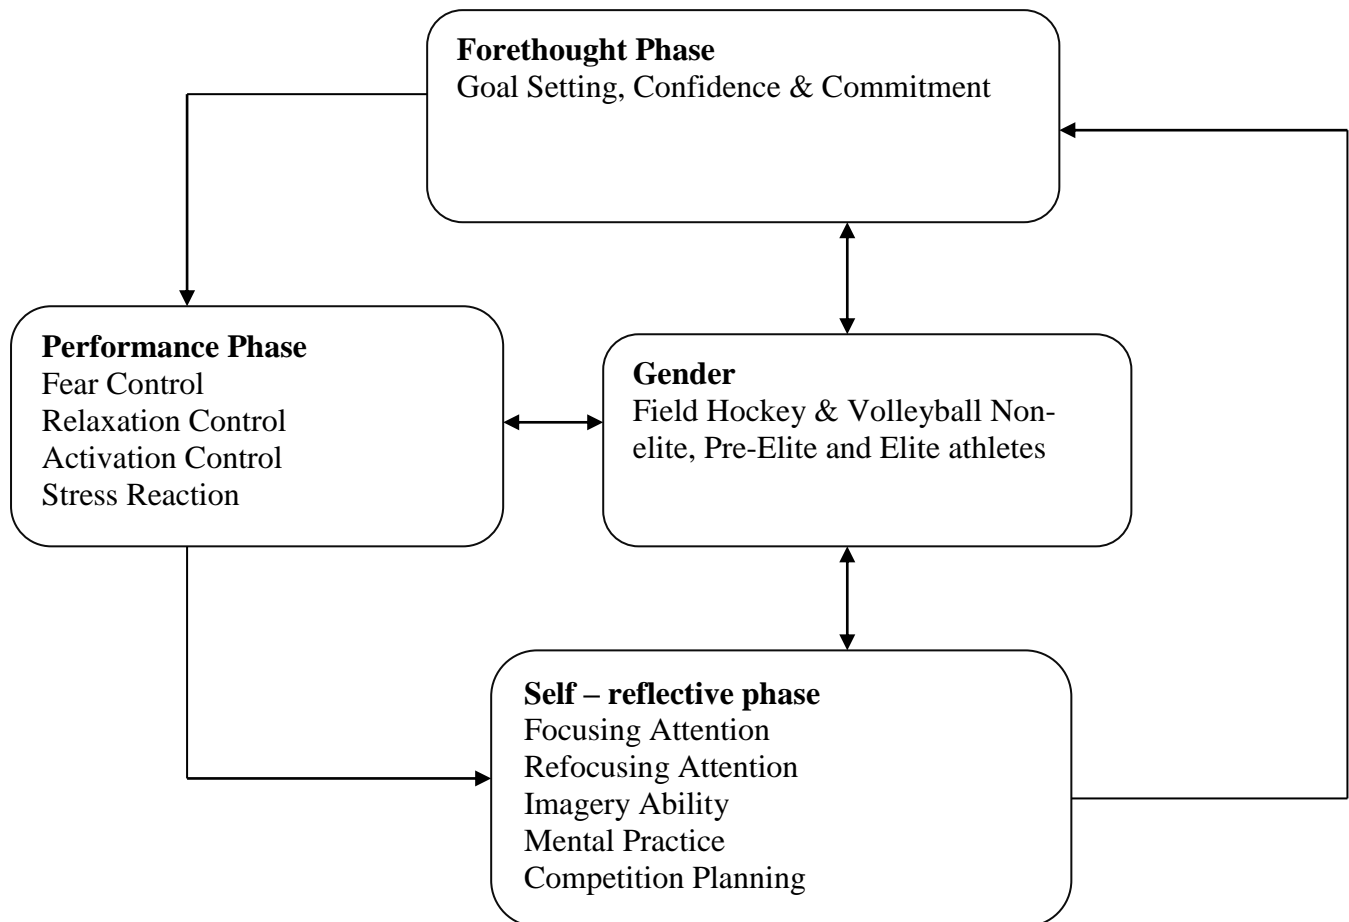 Forethought Phase
Goal Setting, Confidence & Commitment
Performance Phase
Fear Control
Relaxation Control
Activation Control
Stress Reaction
Gender
Field Hockey & Volleyball Non-
elite, Pre-Elite and Elite athletes
Self – reflective phase
Focusing Attention
Refocusing Attention
Imagery Ability
Mental Practice
Competition Planning